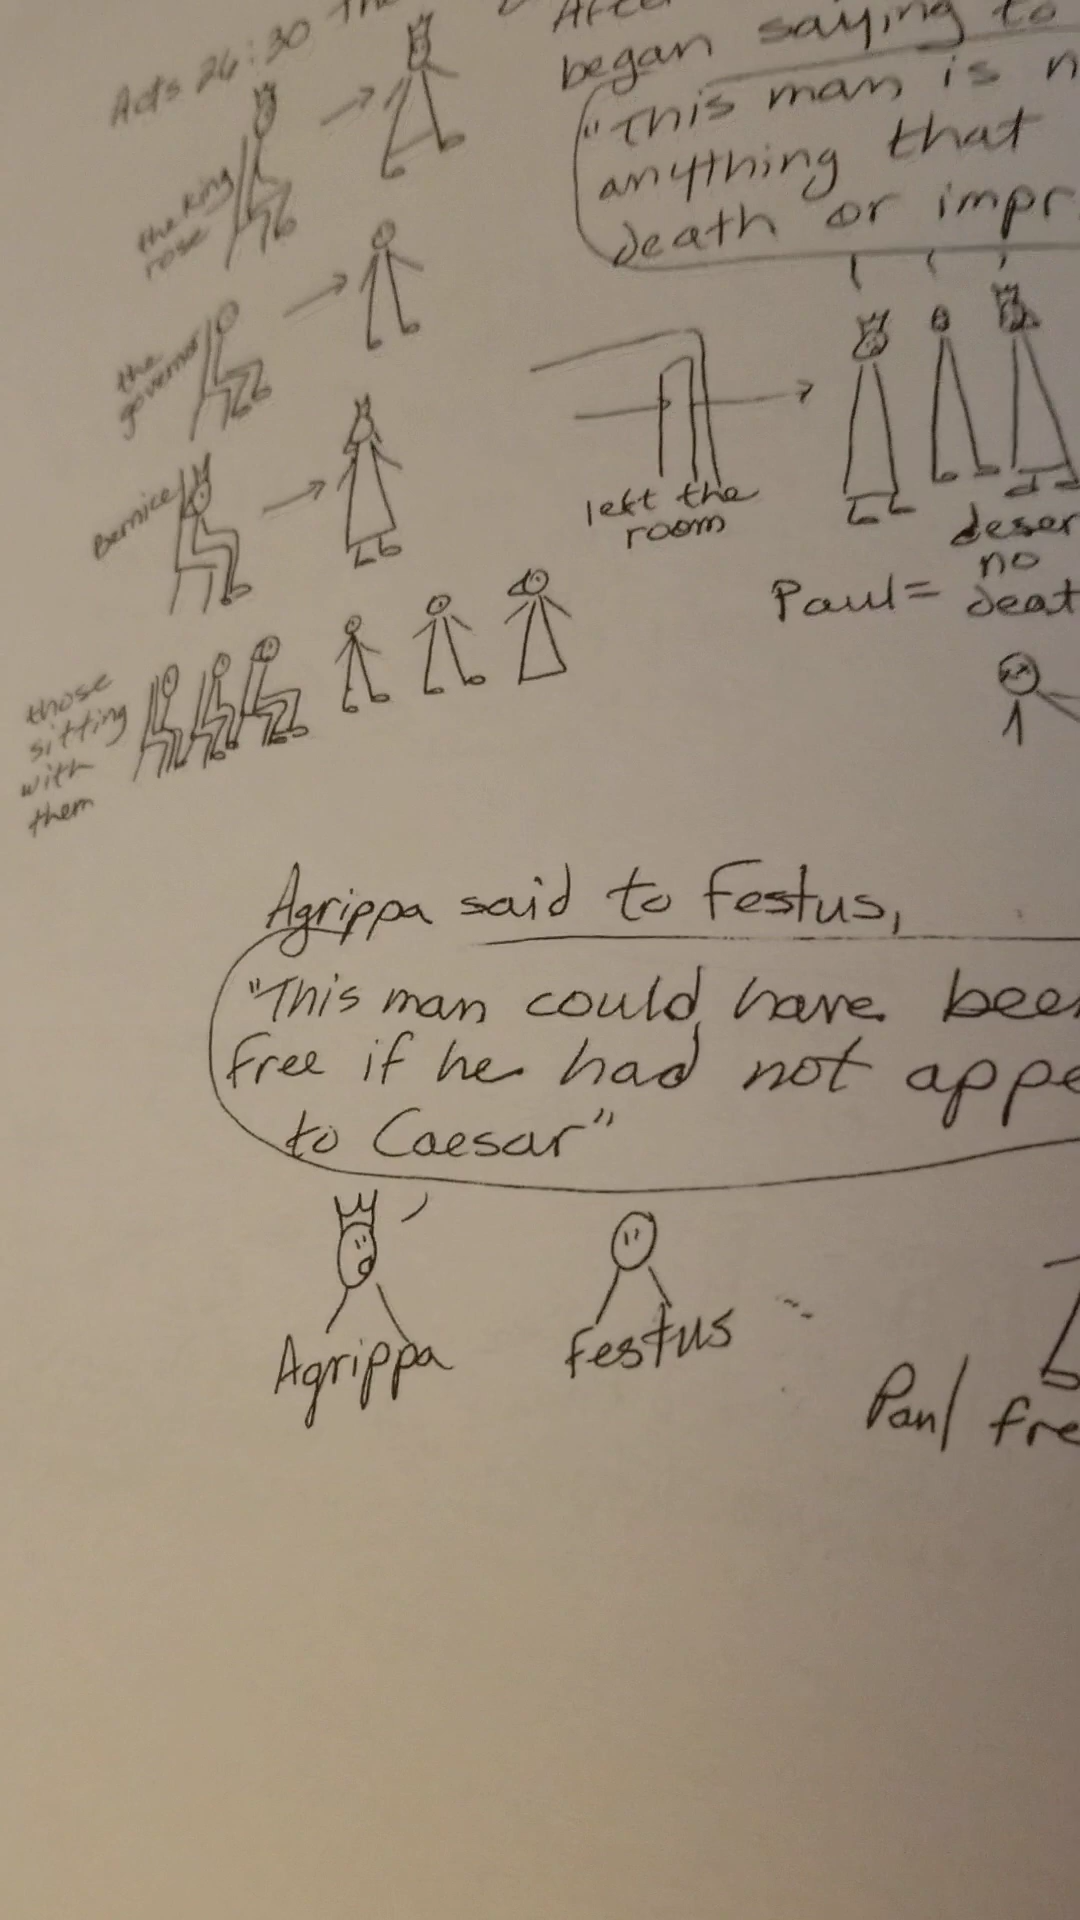 Acts 26:30 The
After
began saying to
"This man is n
anything that
death or impr
the King
rose
the
governor
Bernice
those
sitting
with
them
left the
room
deser
no
Paul= deat
Agrippa said to Festus,
"This man could have been
free if he had not appe
to Caesar"
Agrippa
Festus
Paul fre